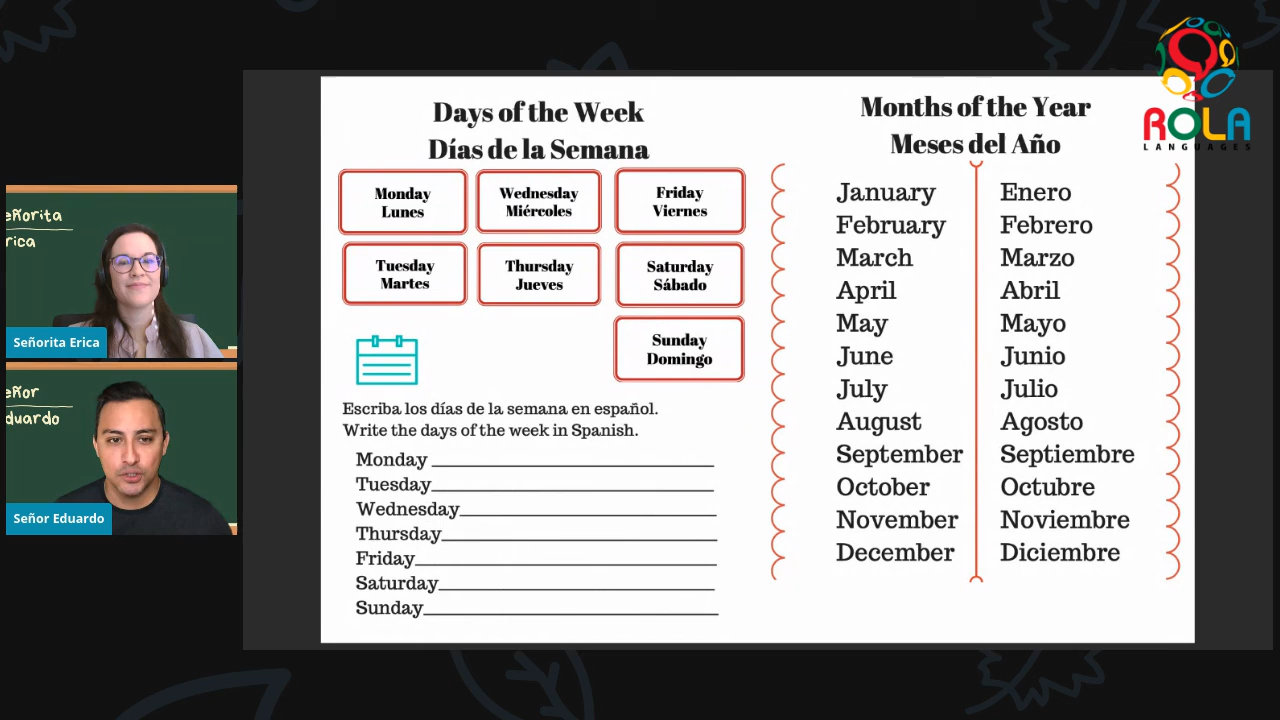 ROLA
LANGUAGES
eñorita
rica
Señorita Erica
eñor
duardo
Señor Eduardo
Days of the Week
Días de la Semana
Monday
Lunes
Wednesday
Miércoles
Friday
Viernes
Tuesday
Martes
Thursday
Jueves
Saturday
Sábado
Sunday
Domingo
Escriba los días de la semana en español.
Write the days of the week in Spanish.
Monday
Tuesday
Wednesday
Thursday
Friday
Saturday
Sunday
Months of the Year
Meses del Año
January Enero
February Febrero
March Marzo
April Abril
May Mayo
June Junio
July Julio
August Agosto
September Septiembre
October Octubre
November Noviembre
December Diciembre